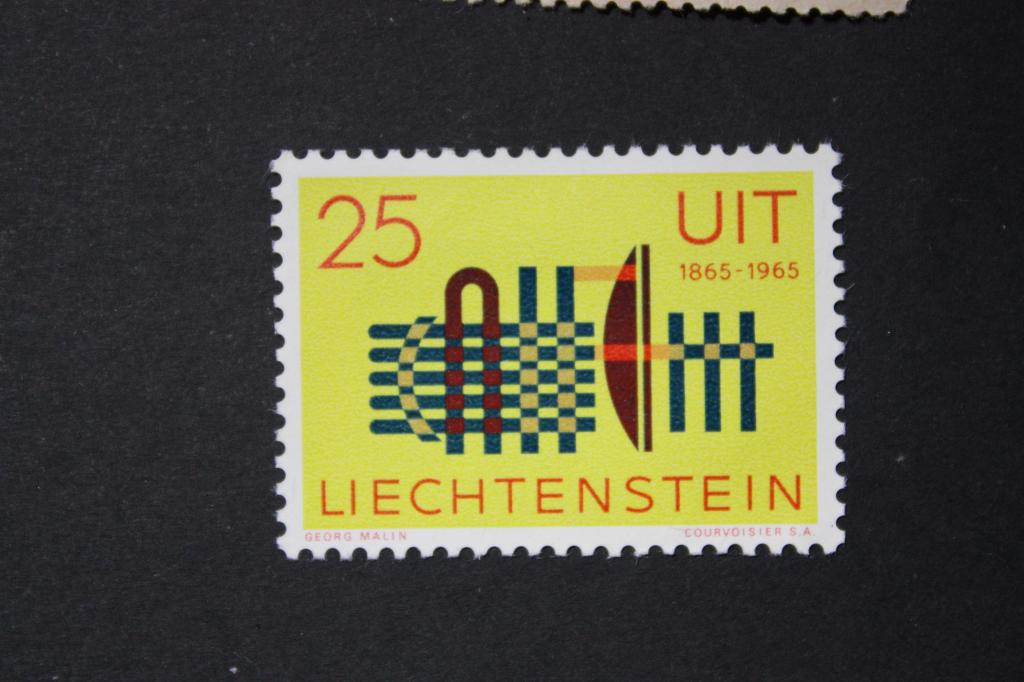 25
UIT
1865-1965
LIECHTENSTEIN
GEORG MALIN
COURVOISIER S.A.